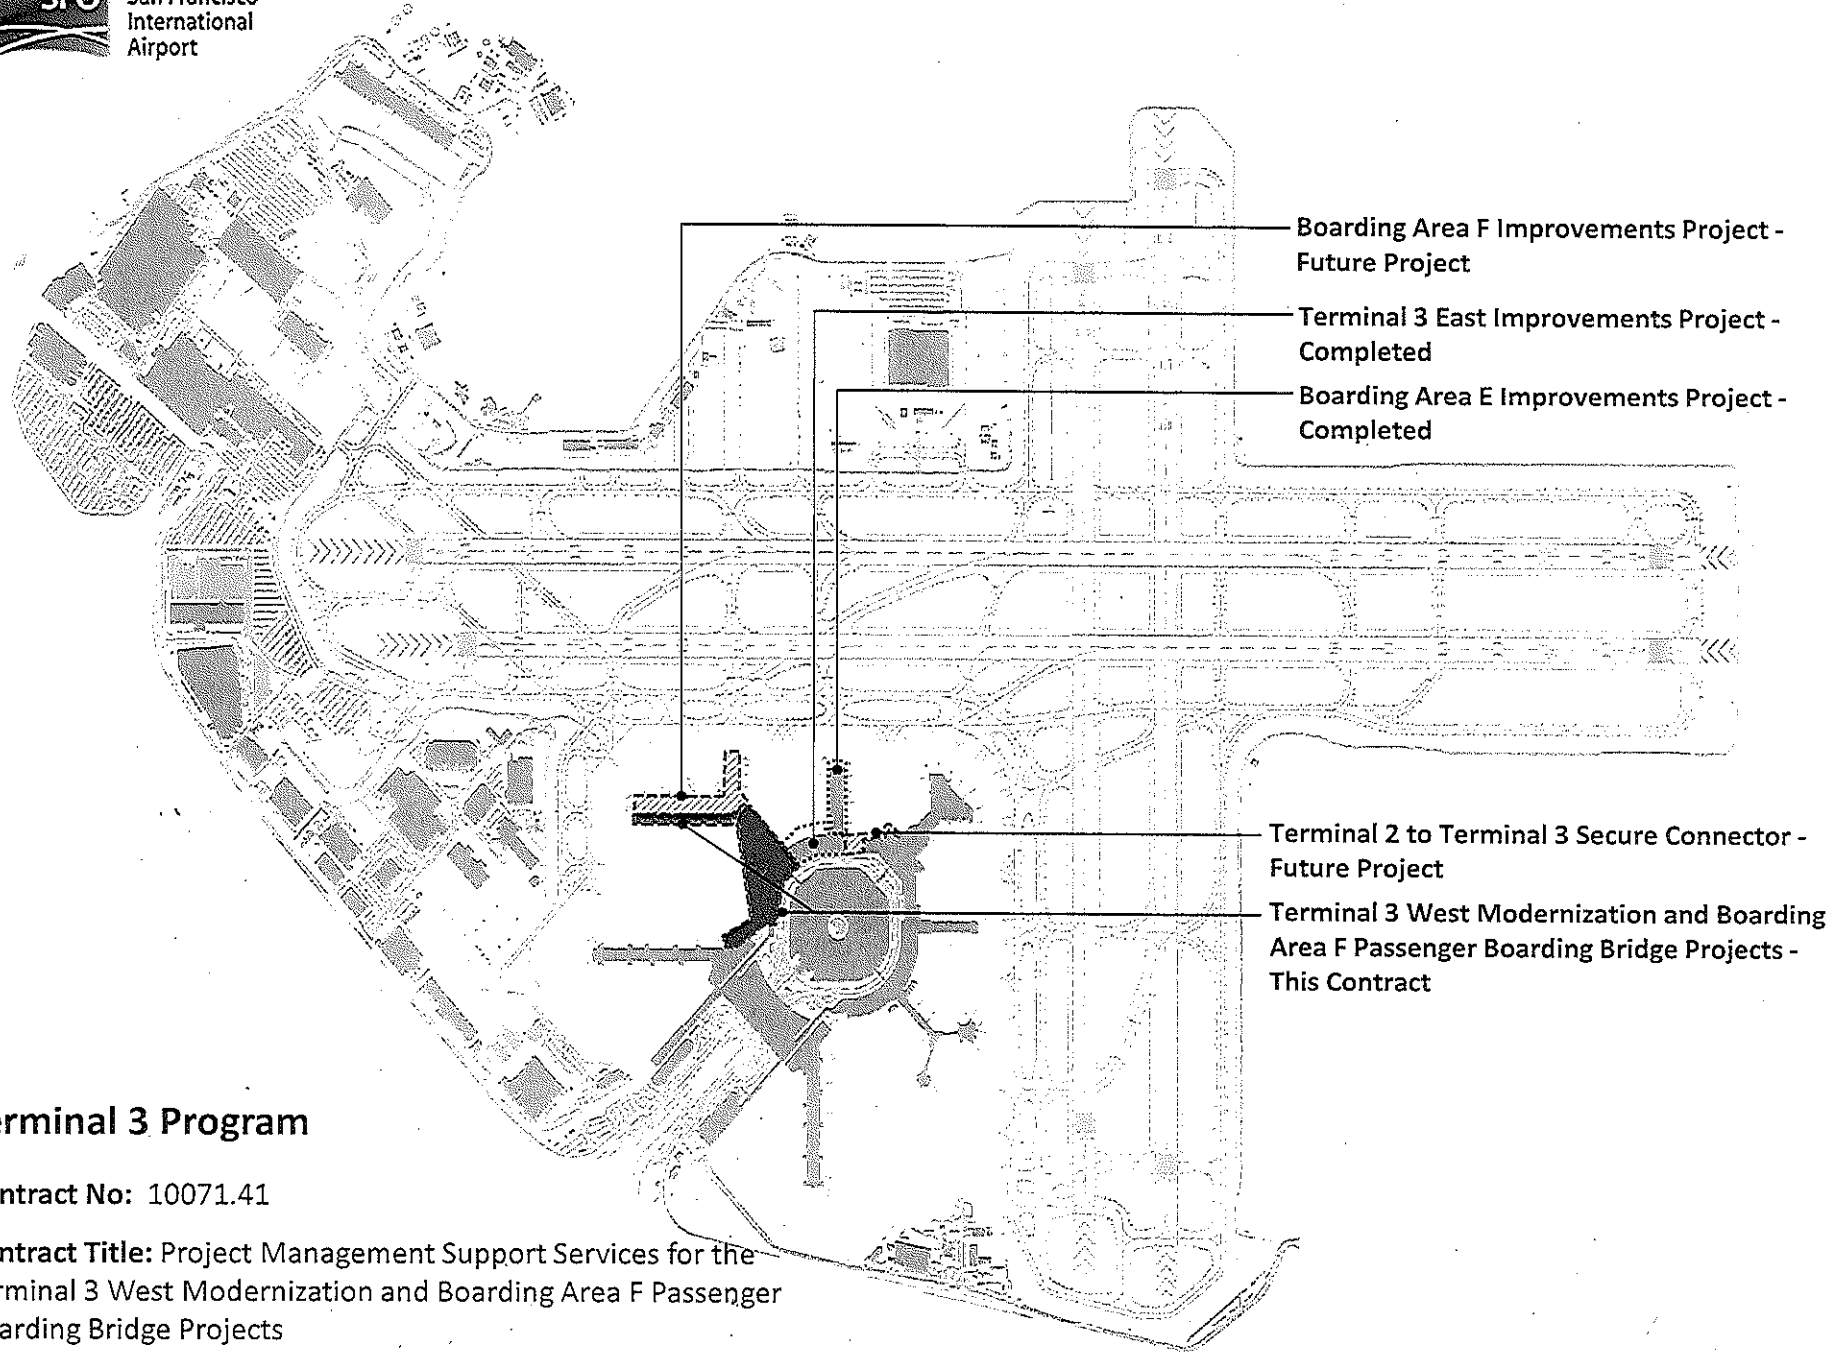 SFO
San Francisco
International
Airport
Boarding Area F Improvements Project -
Future Project
Terminal 3 East Improvements Project -
Completed
Boarding Area E Improvements Project -
Completed
Terminal 2 to Terminal 3 Secure Connector -
Future Project
Terminal 3 West Modernization and Boarding
Area F Passenger Boarding Bridge Projects -
This Contract
erminal 3 Program
ntract No: 10071.41
ntract Title: Project Management Support Services for the
rminal 3 West Modernization and Boarding Area F Passenger
arding Bridge Projects